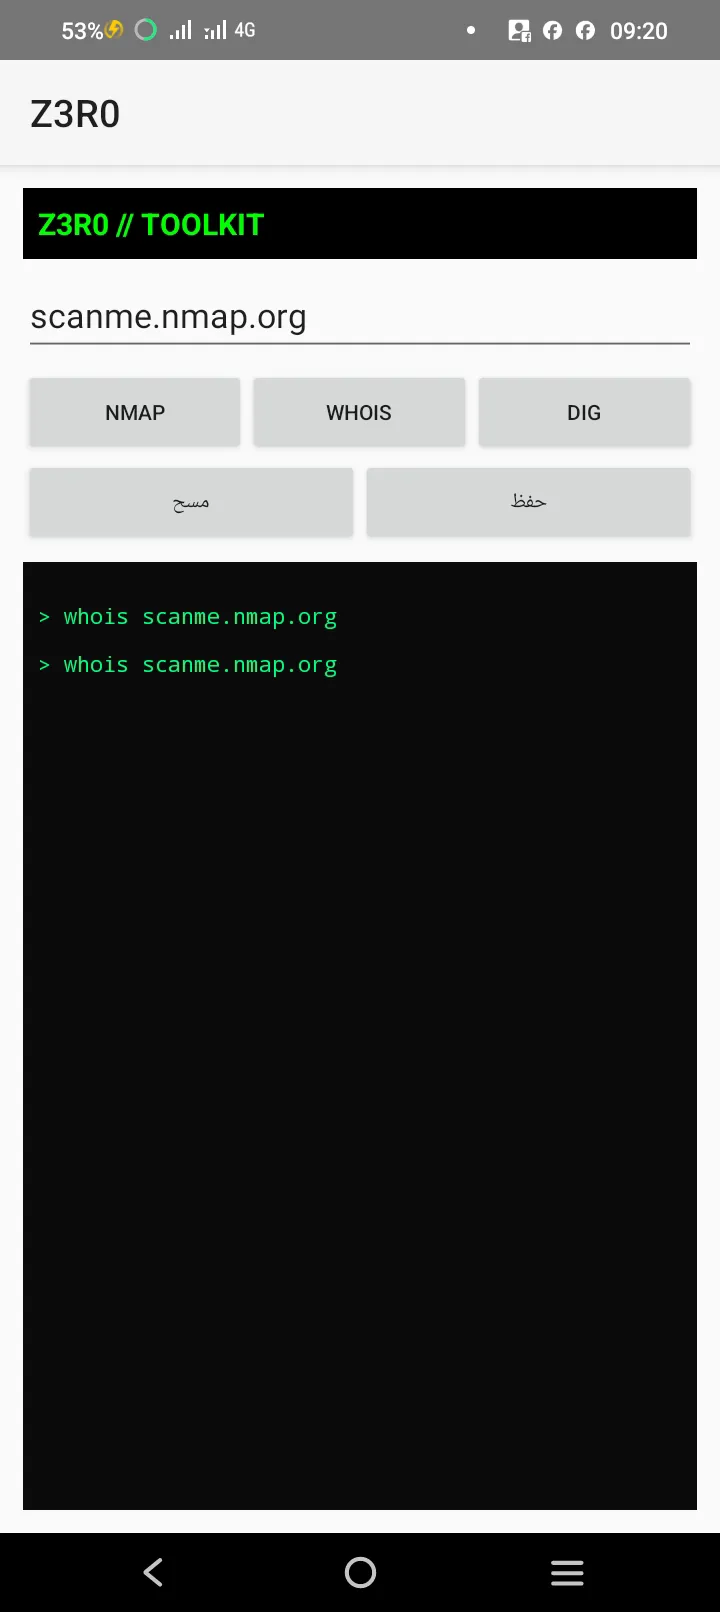 53% 4G 09:20
Z3R0
Z3R0 // TOOLKIT
scanme.nmap.org
NMAP WHOIS DIG
مسح حفظ
> whois scanme.nmap.org
> whois scanme.nmap.org